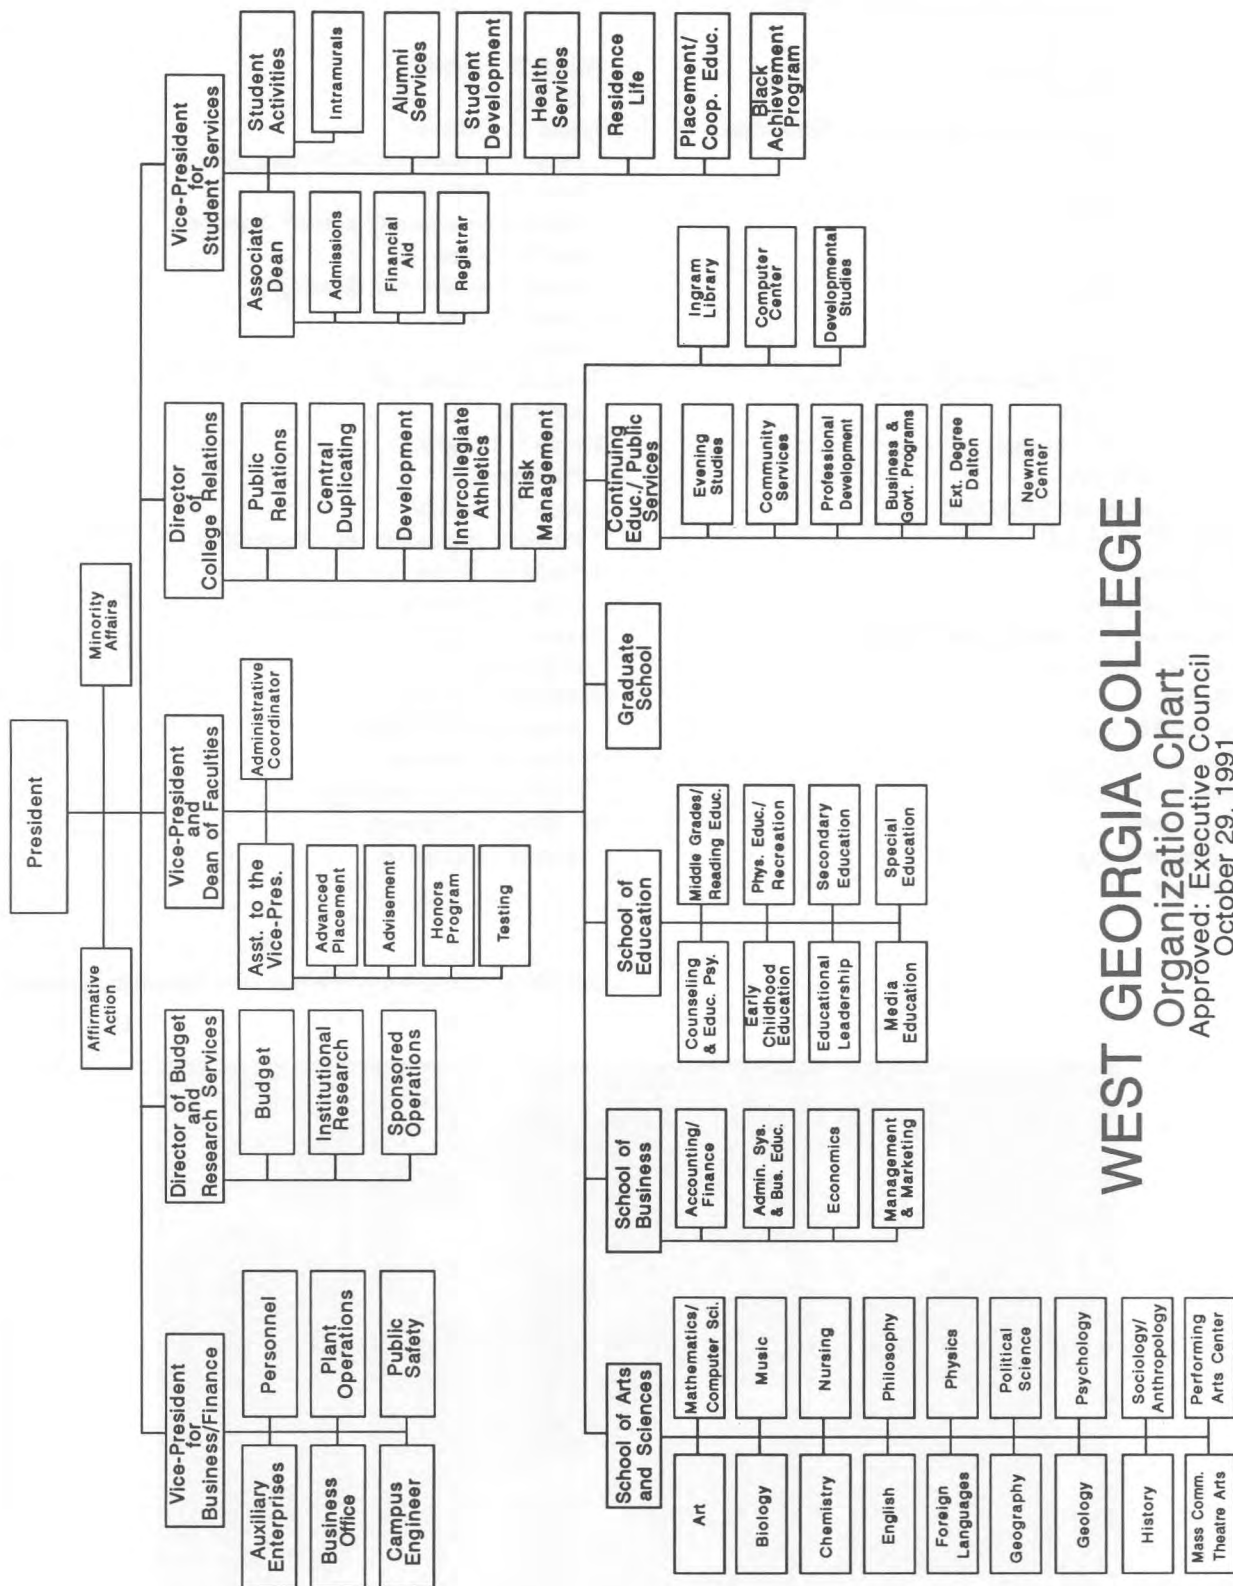 President
Affirmative
Action
Minority
Affairs
Vice-President
for
Business/Finance
Director of Budget
and
Research Services
Vice-President
and
Dean of Faculties
Director
of
College Relations
Vice-President
for
Student Services
Auxiliary
Enterprises
Personnel
Business
Office
Plant
Operations
Campus
Engineer
Public
Safety
Budget
Institutional
Research
Sponsored
Operations
Asst. to the
Vice-Pres.
Administrative
Coordinator
Advanced
Placement
Advisement
Honors
Program
Testing
Public
Relations
Central
Duplicating
Development
Intercollegiate
Athletics
Risk
Management
Associate
Dean
Student
Activities
Admissions
Intramurals
Financial
Aid
Registrar
Alumni
Services
Student
Development
Health
Services
Residence
Life
Placement/
Coop. Educ.
Black
Achievement
Program
School of Arts
and Sciences
School of
Business
School of
Education
Graduate
School
Continuing
Educ./ Public
Services
Ingram
Library
Computer
Center
Developmental
Studies
Art
Mathematics/
Computer Sci.
Biology
Music
Chemistry
Nursing
English
Philosophy
Foreign
Languages
Physics
Geography
Political
Science
Geology
Psychology
History
Sociology/
Anthropology
Mass Comm.
Theatre Arts
Performing
Arts Center
Accounting/
Finance
Admin. Sys.
& Bus. Educ.
Economics
Management
& Marketing
Counseling
& Educ. Psy.
Middle Grades/
Reading Educ.
Early
Childhood
Education
Phys. Educ./
Recreation
Educational
Leadership
Secondary
Education
Media
Education
Special
Education
Evening
Studies
Community
Services
Professional
Development
Business &
Govt. Programs
Ext. Degree
Dalton
Newnan
Center
WEST GEORGIA COLLEGE
Organization Chart
Approved: Executive Council
October 29, 1991